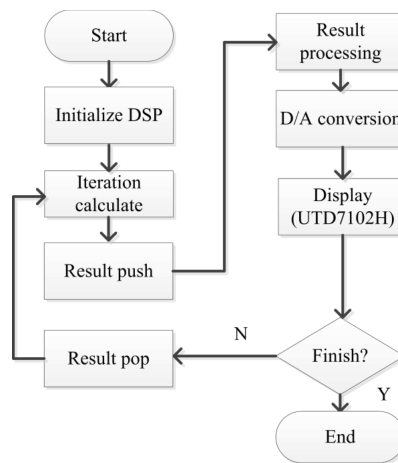 Start
Initialize DSP
Iteration
calculate
Result push
Result
processing
D/A conversion
Display
(UTD7102H)
Finish?
N
Result pop
Y
End